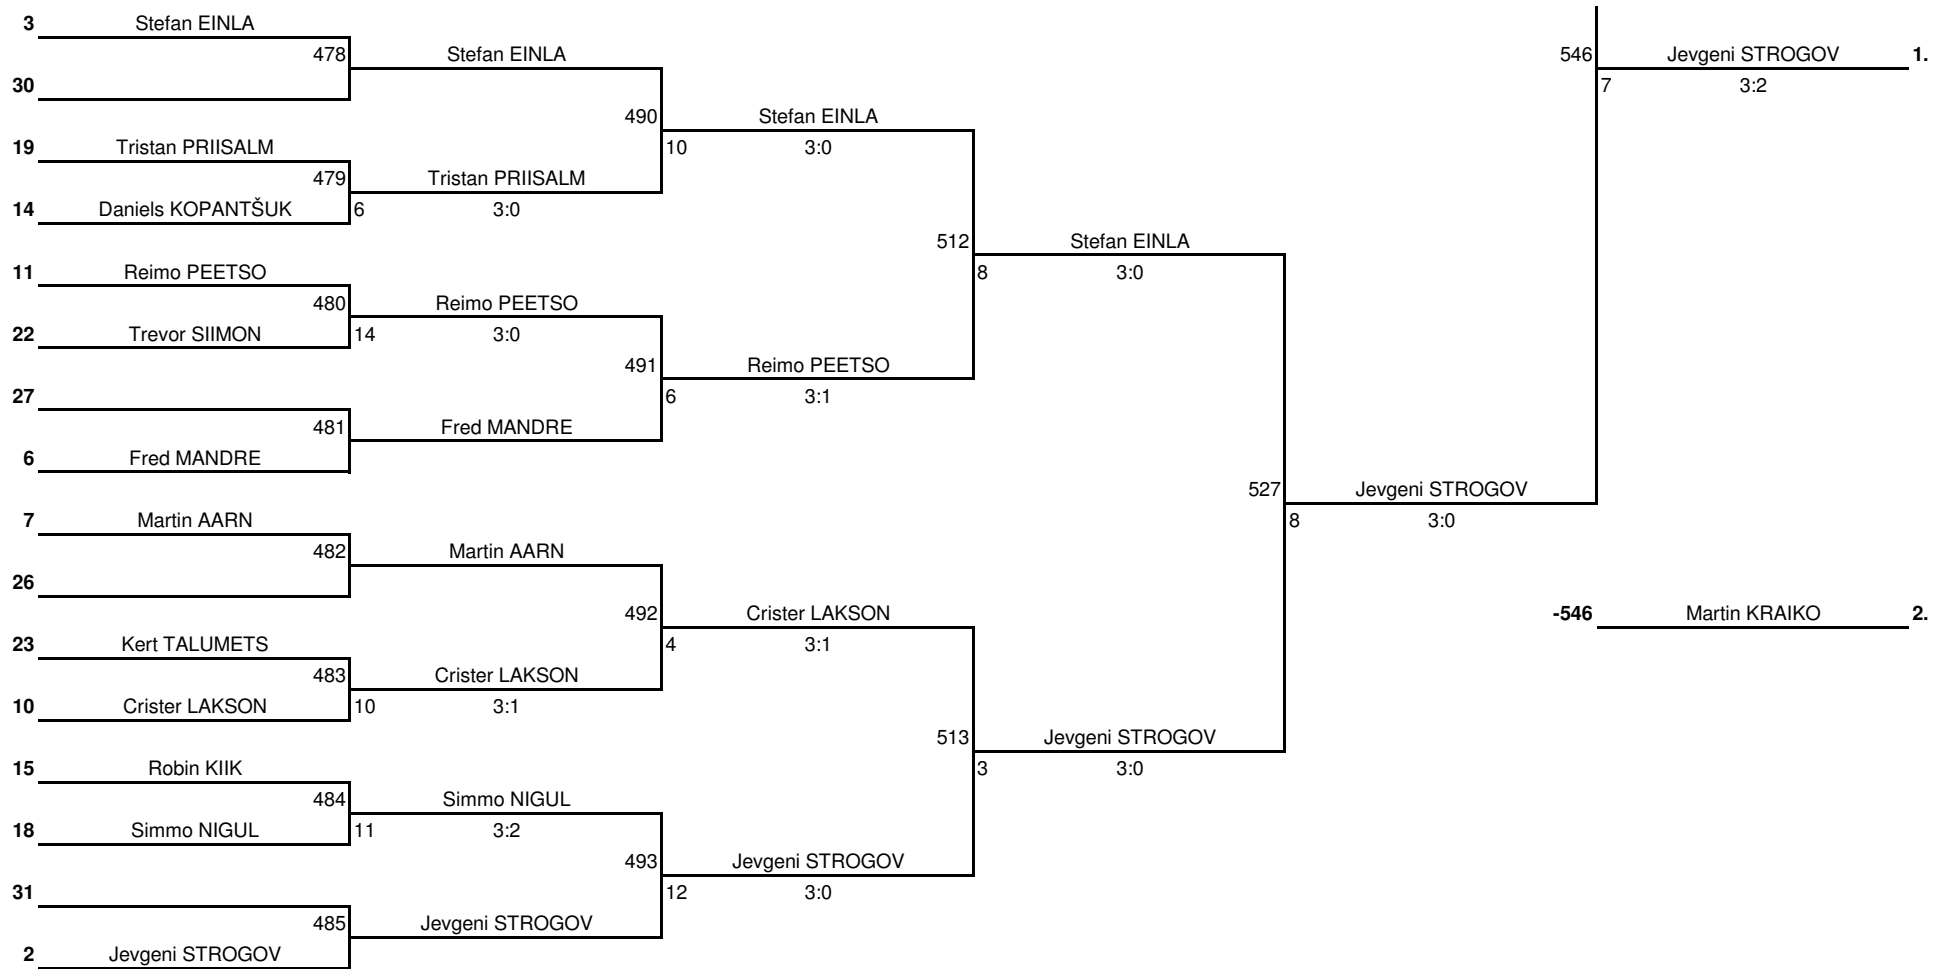 3 Stefan EINLA 478 Stefan EINLA 546 Jevgeni STROGOV 1.
30 7 3:2
490 Stefan EINLA
19 Tristan PRIISALM 10 3:0
479 Tristan PRIISALM
14 Daniels KOPANTŠUK 6 3:0
512 Stefan EINLA
11 Reimo PEETSO 8 3:0
480 Reimo PEETSO
22 Trevor SIIMON 14 3:0
491 Reimo PEETSO
27 6 3:1
481 Fred MANDRE
6 Fred MANDRE
527 Jevgeni STROGOV
7 Martin AARN 8 3:0
482 Martin AARN
26
492 Crister LAKSON -546 Martin KRAIKO 2.
23 Kert TALUMETS 4 3:1
483 Crister LAKSON
10 Crister LAKSON 10 3:1
513 Jevgeni STROGOV
15 Robin KIIK 3 3:0
484 Simmo NIGUL
18 Simmo NIGUL 11 3:2
493 Jevgeni STROGOV
31 12 3:0
485 Jevgeni STROGOV
2 Jevgeni STROGOV